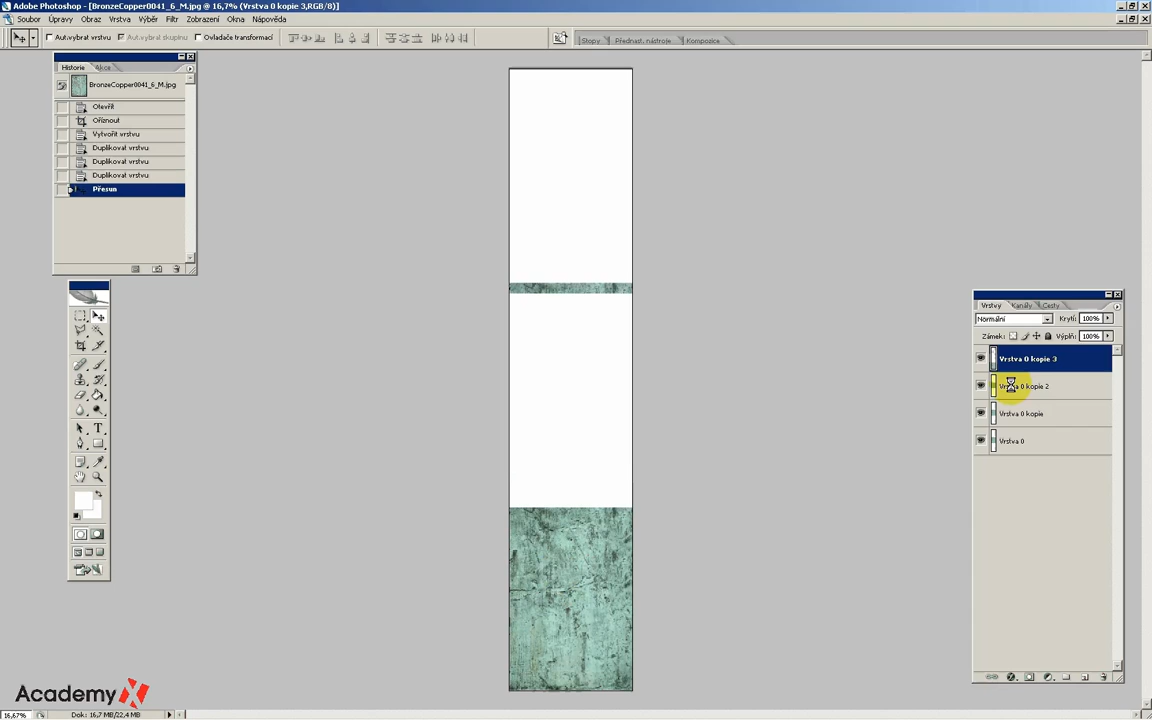 Adobe Photoshop - [BronzeCopper0041_6_M.jpg @ 16,7% (Vrstva 0 kopie 3,RGB/8)]
Soubor Úpravy Obraz Vrstva Výběr Filtr Zobrazení Okna Nápověda
Aut.vybrat vrstvu Aut.vybrat skupinu Ovladače transformací
Stopy Přednast. nástroje Kompozice
Historie Akce
BronzeCopper0041_6_M.jpg
Otevřít
Oříznout
Vytvořit vrstvu
Duplikovat vrstvu
Duplikovat vrstvu
Duplikovat vrstvu
Přesun
T
Vrstvy Kanály Cesty
Normální Krytí: 100%
Zámek: Výplň: 100%
Vrstva 0 kopie 3
Vrstva 0 kopie 2
Vrstva 0 kopie
Vrstva 0
Academy X
16,67% Dok: 16,7 MB/22,4 MB